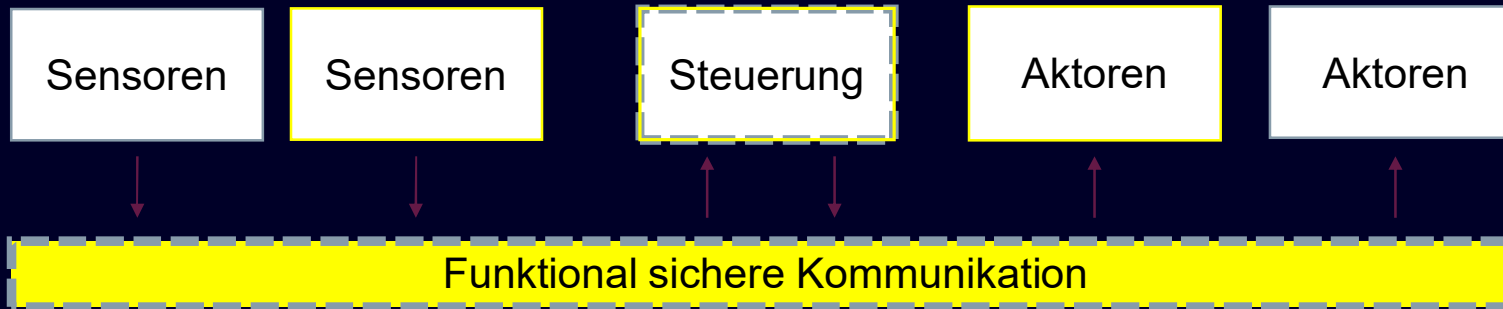 Sensoren
Sensoren
Steuerung
Aktoren
Aktoren
Funktional sichere Kommunikation